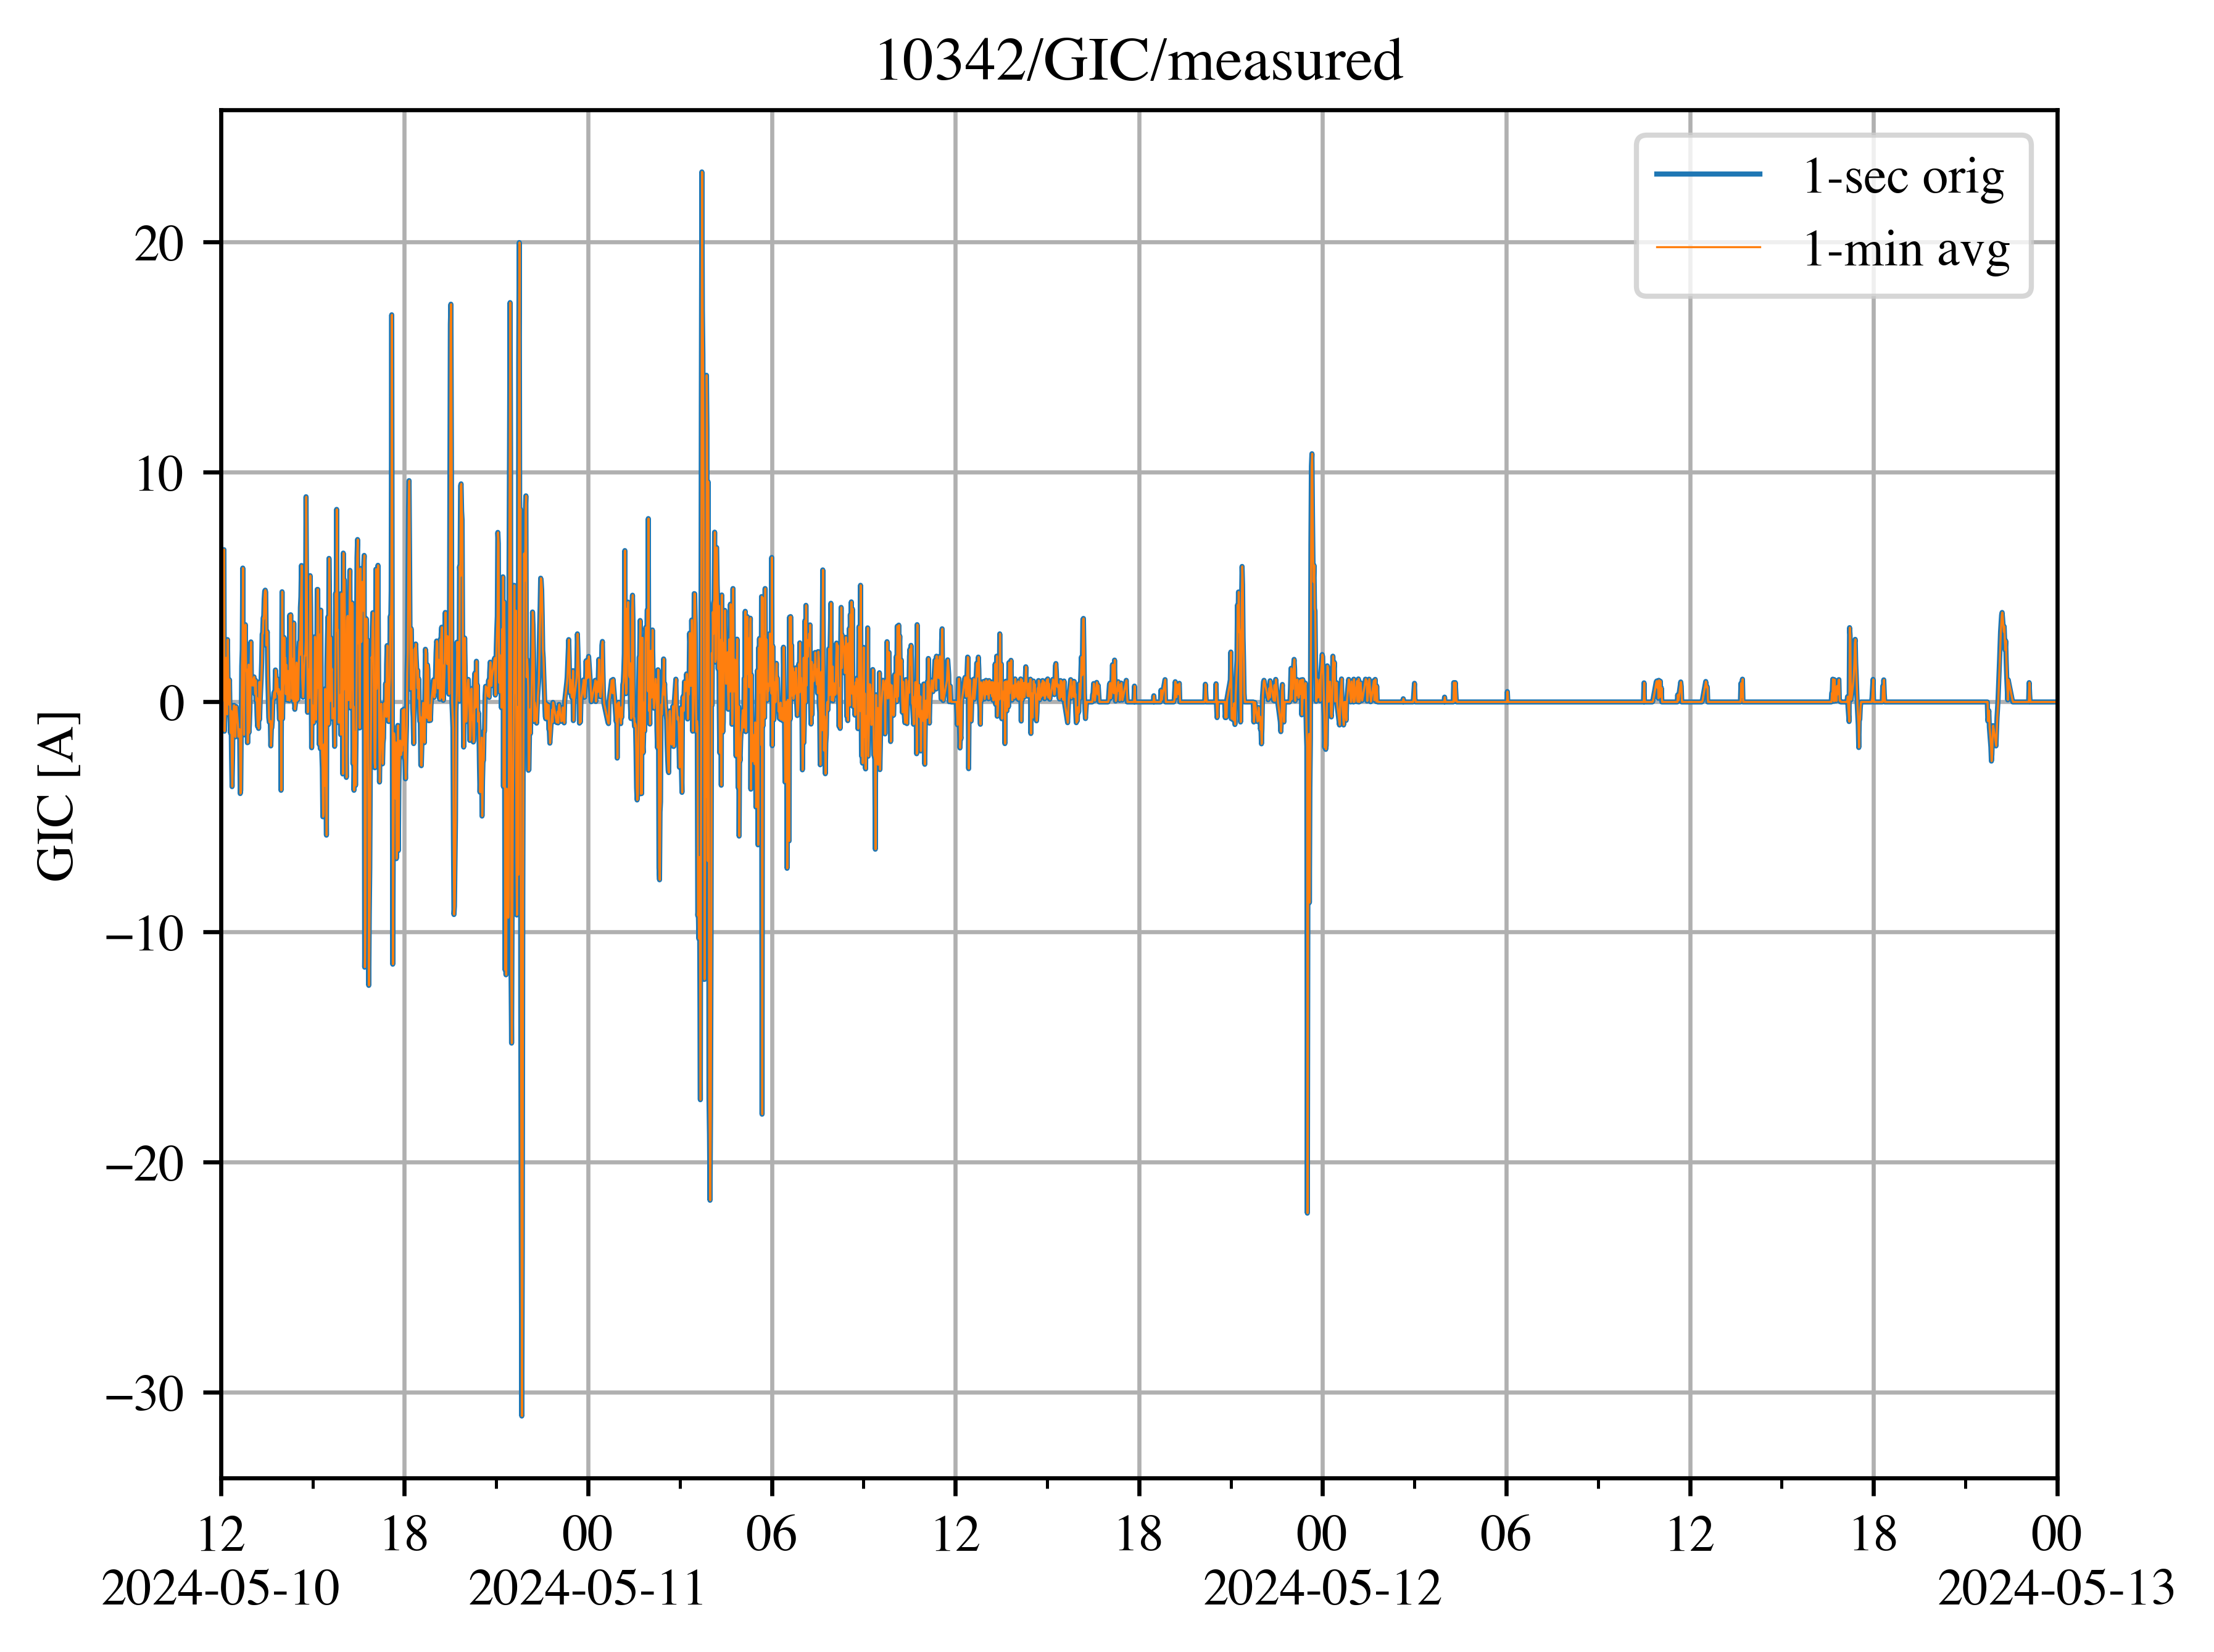 10342/GIC/measured
1-sec orig
1-min avg
20
10
0
−10
−20
−30
GIC [A]
12 18 00 06 12 18 00 06 12 18 00
2024-05-10 2024-05-11 2024-05-12 2024-05-13